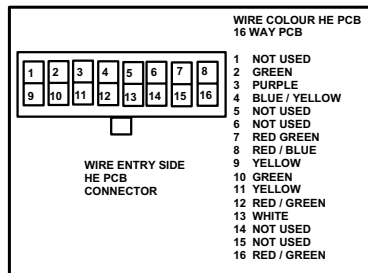 WIRE COLOUR HE PCB
16 WAY PCB
1 2 3 4 5 6 7 8
9 10 11 12 13 14 15 16
WIRE ENTRY SIDE
HE PCB
CONNECTOR
1 NOT USED
2 GREEN
3 PURPLE
4 BLUE / YELLOW
5 NOT USED
6 NOT USED
7 RED GREEN
8 RED / BLUE
9 YELLOW
10 GREEN
11 YELLOW
12 RED / GREEN
13 WHITE
14 NOT USED
15 NOT USED
16 RED / GREEN